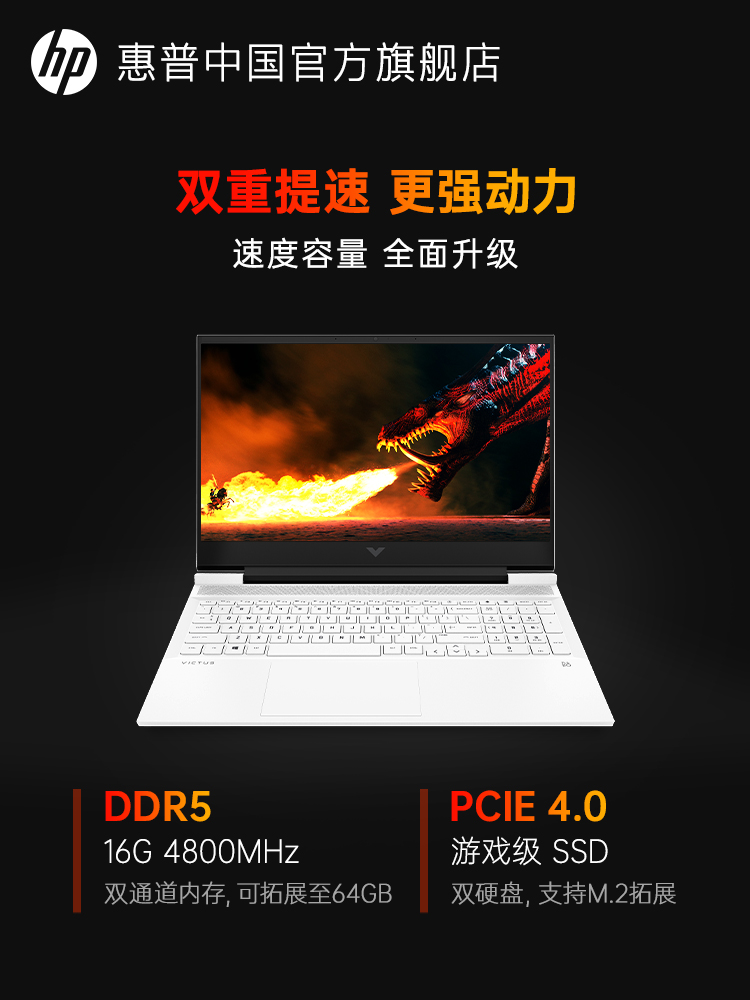 hp 惠普中国官方旗舰店
双重提速 更强动力
速度容量 全面升级
VICTUS
DDR5
16G 4800MHz
双通道内存, 可拓展至64GB
PCIE 4.0
游戏级 SSD
双硬盘, 支持M.2拓展